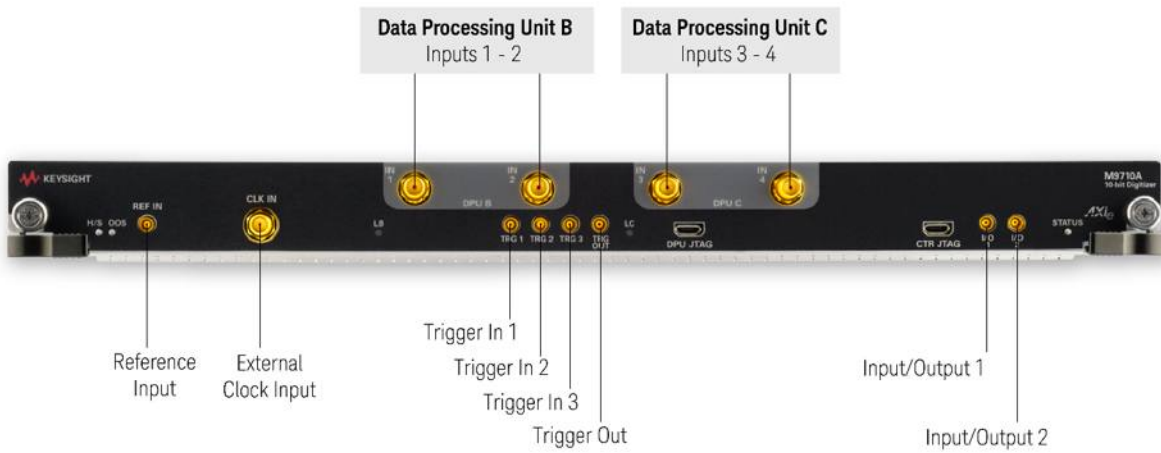 Data Processing Unit B
Inputs 1 - 2
Data Processing Unit C
Inputs 3 - 4
KEYSIGHT
IN
1
IN
2
DPU B
IN
3
IN
4
DPU C
M9710A
10-bit Digitizer
AXIe
H/S OOS
REF IN
CLK IN
LB
TRG 1
TRG 2
TRG 3
TRG
OUT
LC
DPU JTAG
CTR JTAG
I/O
I/O
STATUS
Reference
Input
External
Clock Input
Trigger In 1
Trigger In 2
Trigger In 3
Trigger Out
Input/Output 1
Input/Output 2